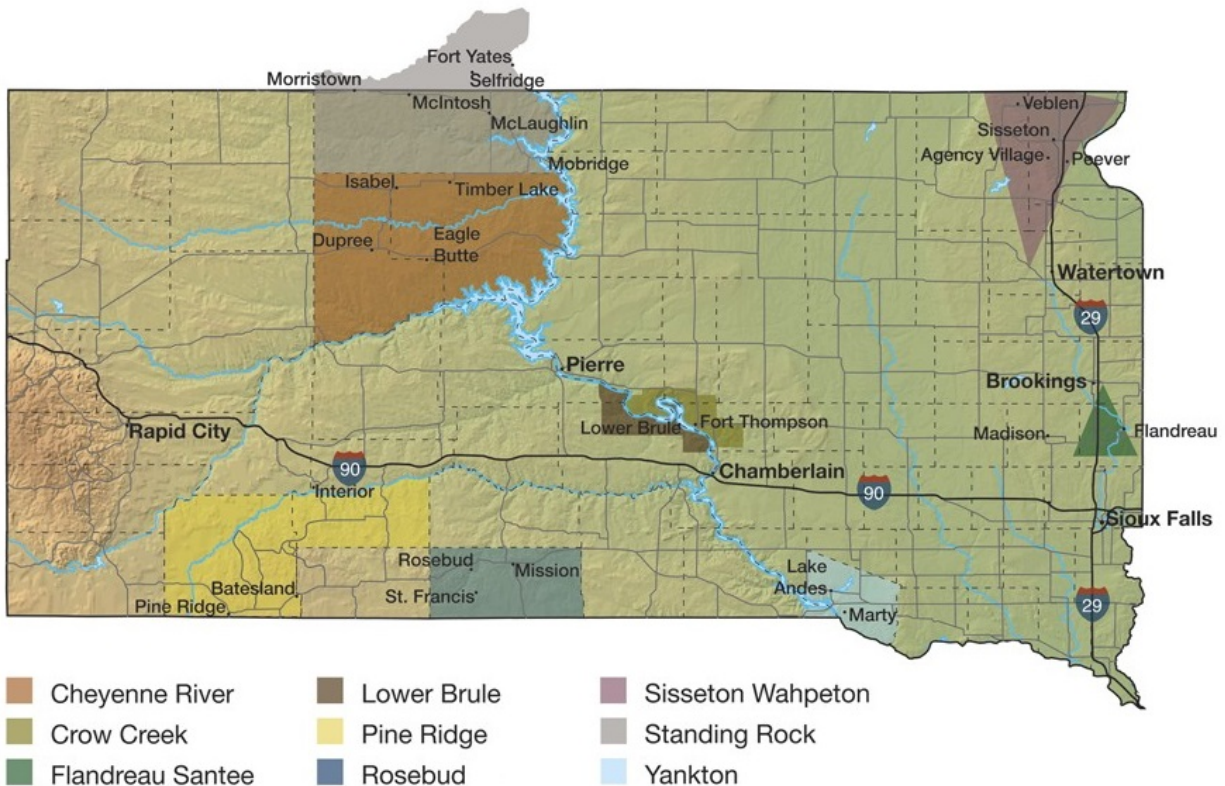 Fort Yates
Morristown
Selfridge
McIntosh
McLaughlin
Mobridge
Veblen
Sisseton
Agency Village
Peever
Isabel
Timber Lake
Dupree
Eagle
Butte
Watertown
29
Pierre
Brookings
Lower Brule
Fort Thompson
Madison
Flandreau
Rapid City
90
Interior
Chamberlain
90
Sioux Falls
Rosebud
Mission
St. Francis
Batesland
Pine Ridge
Lake
Andes
Marty
29
Cheyenne River
Crow Creek
Flandreau Santee
Lower Brule
Pine Ridge
Rosebud
Sisseton Wahpeton
Standing Rock
Yankton